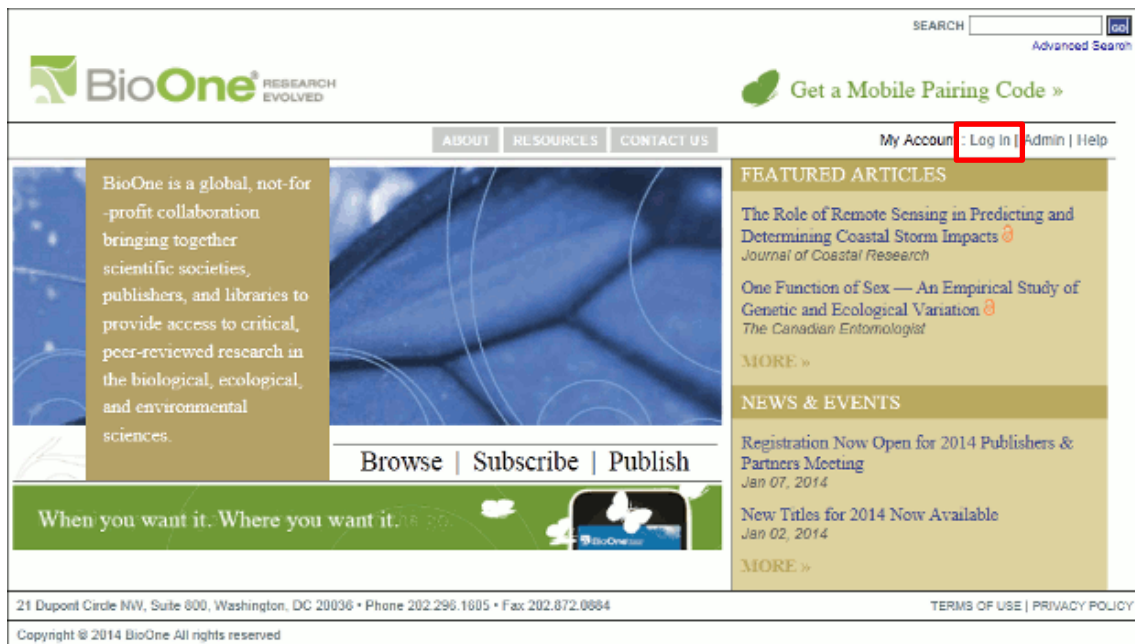 SEARCH GO
Advanced Search
BioOne® RESEARCH
EVOLVED
Get a Mobile Pairing Code »
ABOUT RESOURCES CONTACT US
My Account: Log In | Admin | Help
BioOne is a global, not-for
-profit collaboration
bringing together
scientific societies,
publishers, and libraries to
provide access to critical,
peer-reviewed research in
the biological, ecological,
and environmental
sciences.
Browse | Subscribe | Publish
When you want it. Where you want it.
BioOne
FEATURED ARTICLES
The Role of Remote Sensing in Predicting and
Determining Coastal Storm Impacts
Journal of Coastal Research
One Function of Sex — An Empirical Study of
Genetic and Ecological Variation
The Canadian Entomologist
MORE »
NEWS & EVENTS
Registration Now Open for 2014 Publishers &
Partners Meeting
Jan 07, 2014
New Titles for 2014 Now Available
Jan 02, 2014
MORE »
21 Dupont Circle NW, Suite 800, Washington, DC 20036 • Phone 202.296.1605 • Fax 202.872.0884
TERMS OF USE | PRIVACY POLICY
Copyright © 2014 BioOne All rights reserved